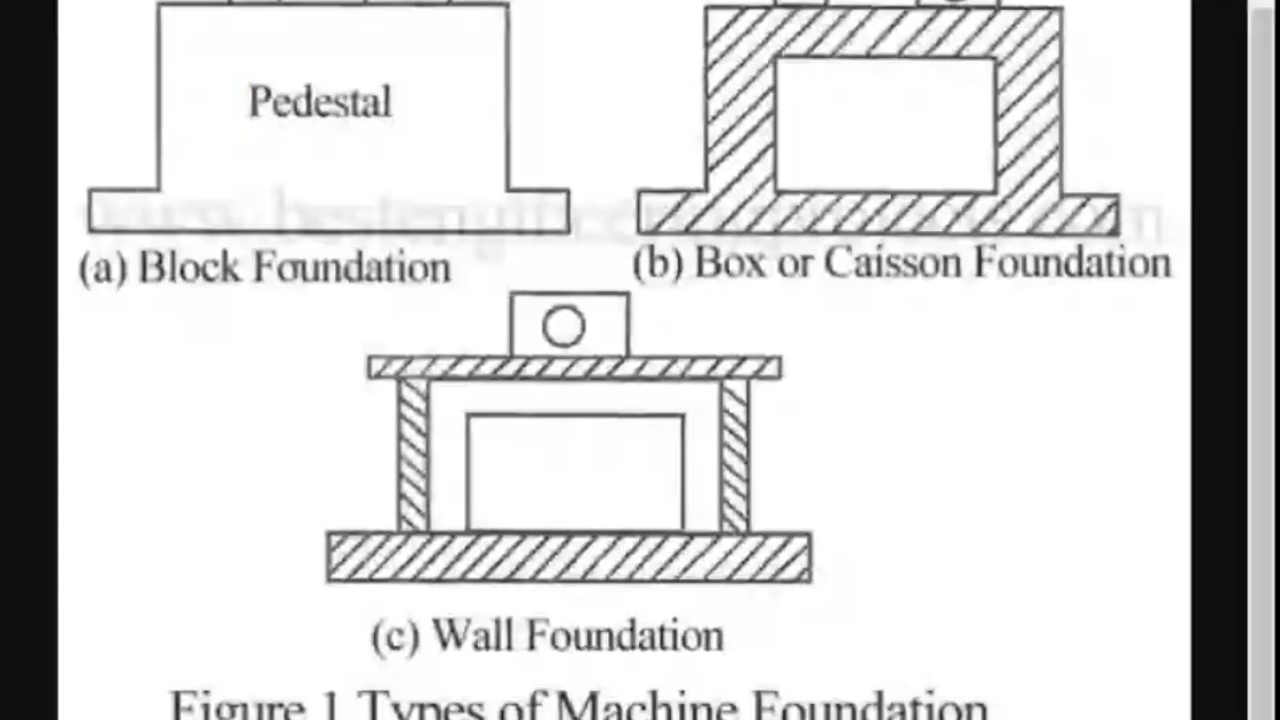 Pedestal
(a) Block Foundation
(b) Box or Caisson Foundation
(c) Wall Foundation
Figure 1 Types of Machine Foundation